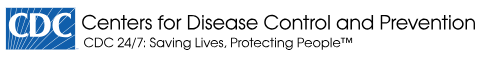 CDC Centers for Disease Control and Prevention
CDC 24/7: Saving Lives, Protecting People™